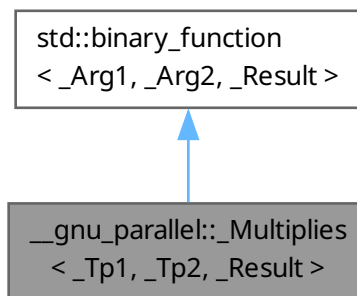 std::binary_function
< _Arg1, _Arg2, _Result >
__gnu_parallel::_Multiplies
< _Tp1, _Tp2, _Result >